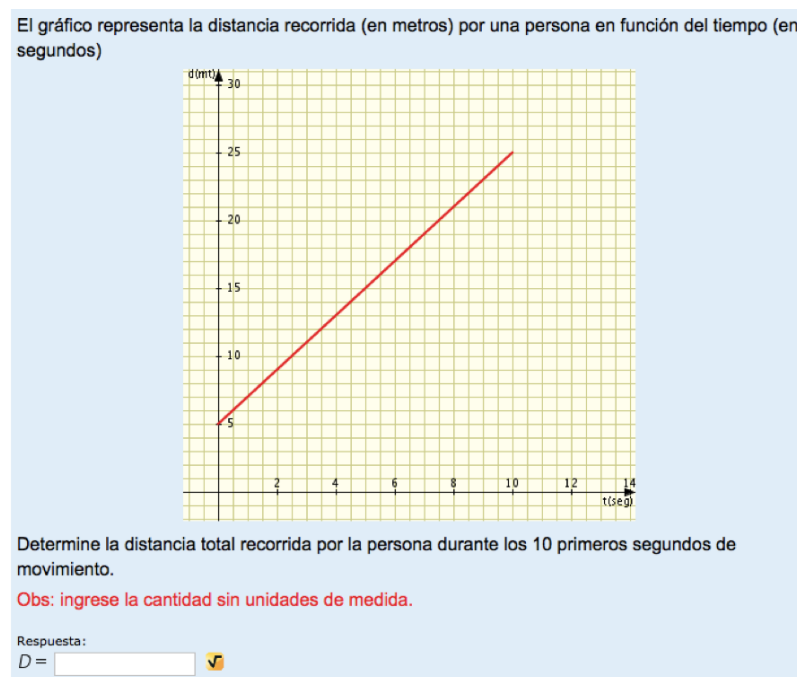 El gráfico representa la distancia recorrida (en metros) por una persona en función del tiempo (en
segundos)
d(mt)
30
25
20
15
10
5
2 4 6 8 10 12 14
t(seg)
Determine la distancia total recorrida por la persona durante los 10 primeros segundos de
movimiento.
Obs: ingrese la cantidad sin unidades de medida.
Respuesta:
D =